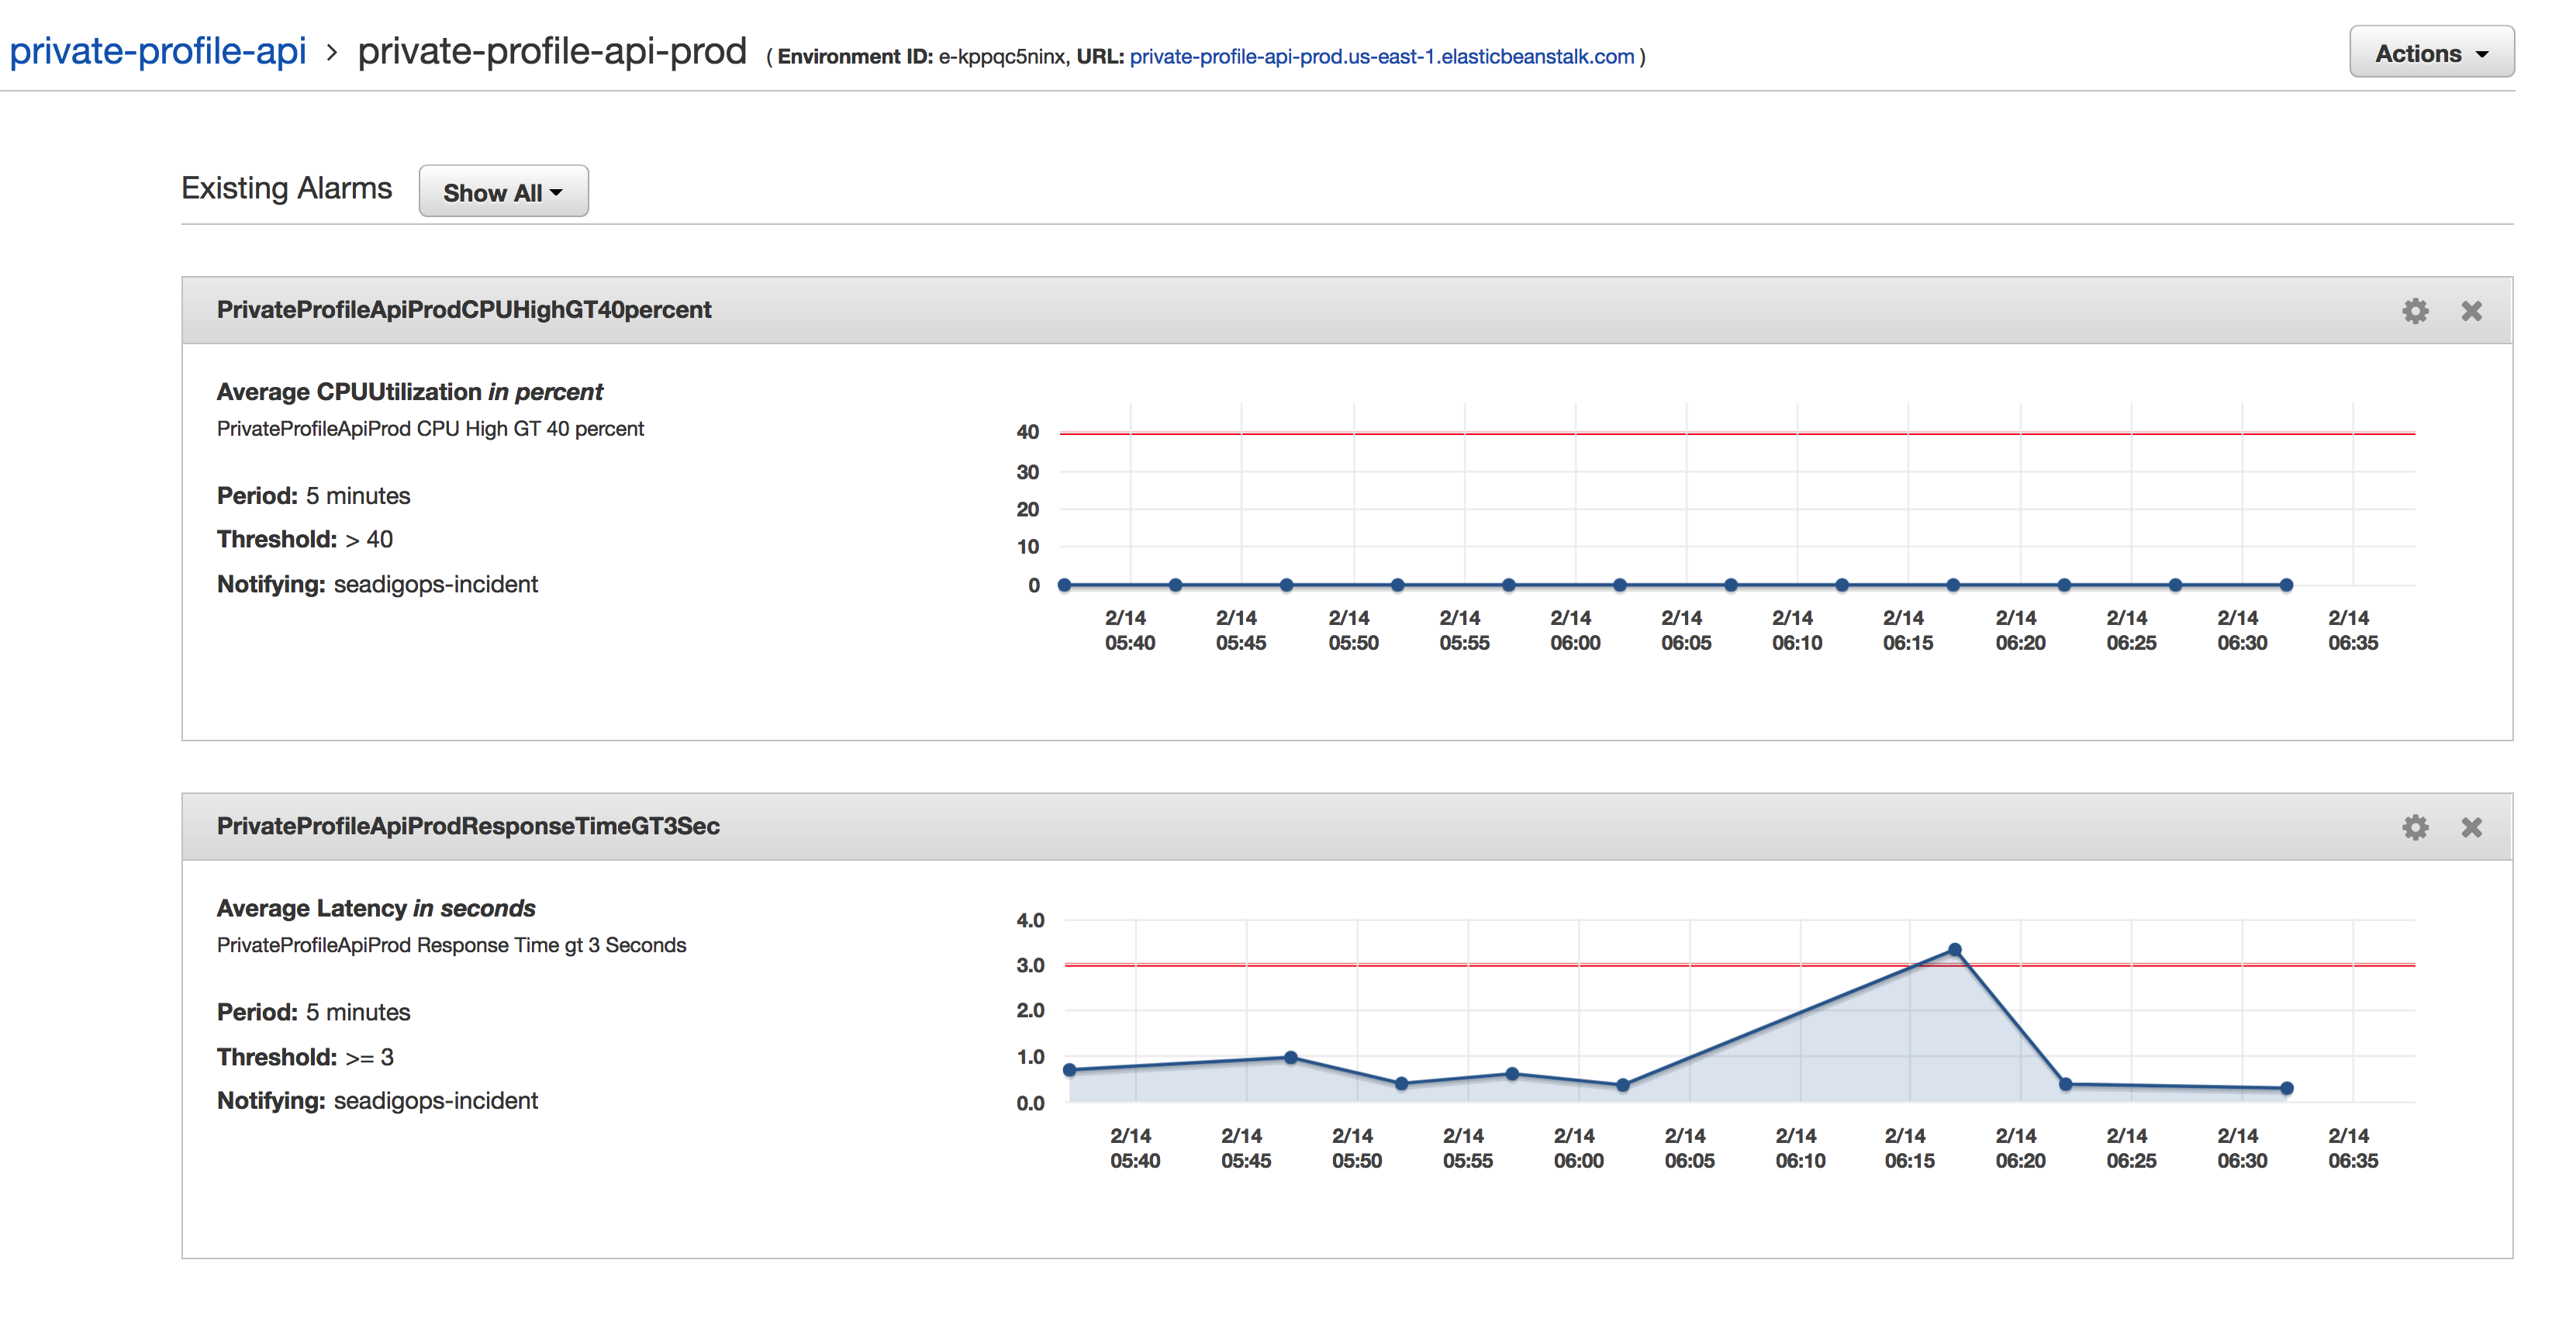 private-profile-api > private-profile-api-prod ( Environment ID: e-kppqc5ninx, URL: private-profile-api-prod.us-east-1.elasticbeanstalk.com )
Actions
Existing Alarms
Show All
PrivateProfileApiProdCPUHighGT40percent
Average CPUUtilization in percent
PrivateProfileApiProd CPU High GT 40 percent
Period: 5 minutes
Threshold: > 40
Notifying: seadigops-incident
40
30
20
10
0
2/14 2/14 2/14 2/14 2/14 2/14 2/14 2/14 2/14 2/14 2/14 2/14
05:40 05:45 05:50 05:55 06:00 06:05 06:10 06:15 06:20 06:25 06:30 06:35
PrivateProfileApiProdResponseTimeGT3Sec
Average Latency in seconds
PrivateProfileApiProd Response Time gt 3 Seconds
Period: 5 minutes
Threshold: >= 3
Notifying: seadigops-incident
4.0
3.0
2.0
1.0
0.0
2/14 2/14 2/14 2/14 2/14 2/14 2/14 2/14 2/14 2/14 2/14 2/14
05:40 05:45 05:50 05:55 06:00 06:05 06:10 06:15 06:20 06:25 06:30 06:35